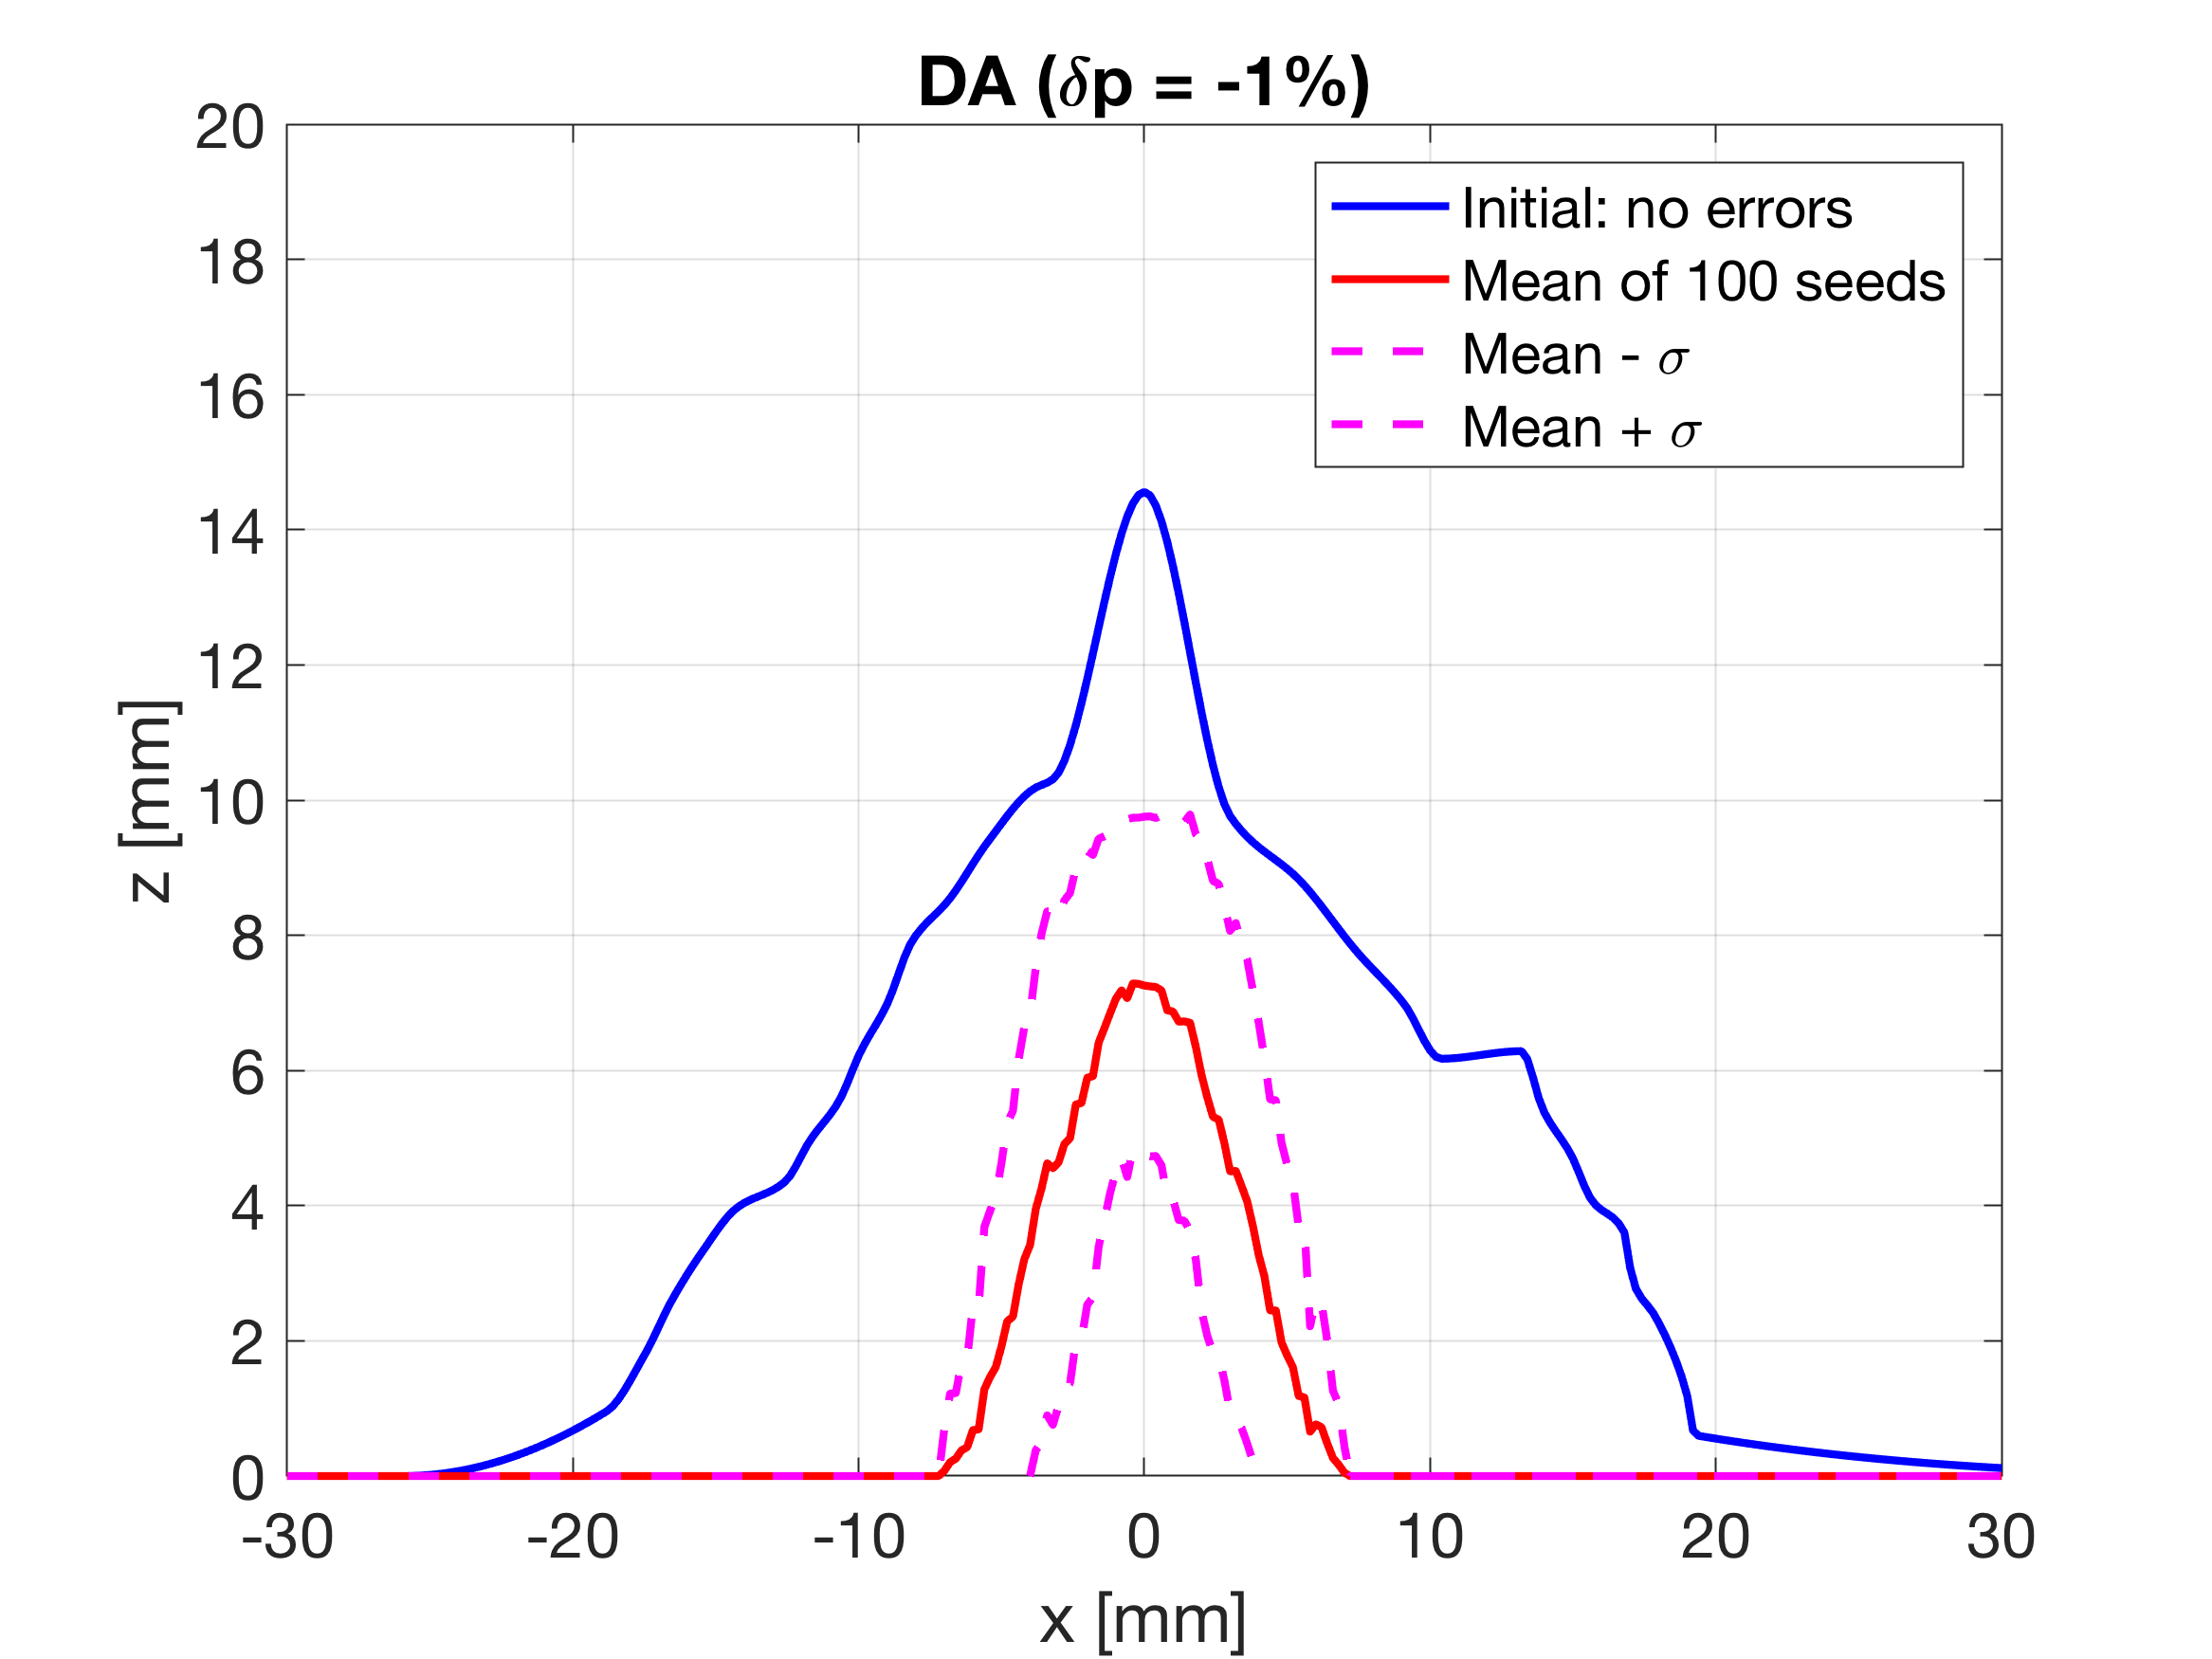 DA (δp = -1%)
20
18
16
14
12
10
8
6
4
2
0
z [mm]
Initial: no errors
Mean of 100 seeds
Mean - σ
Mean + σ
-30 -20 -10 0 10 20 30
x [mm]